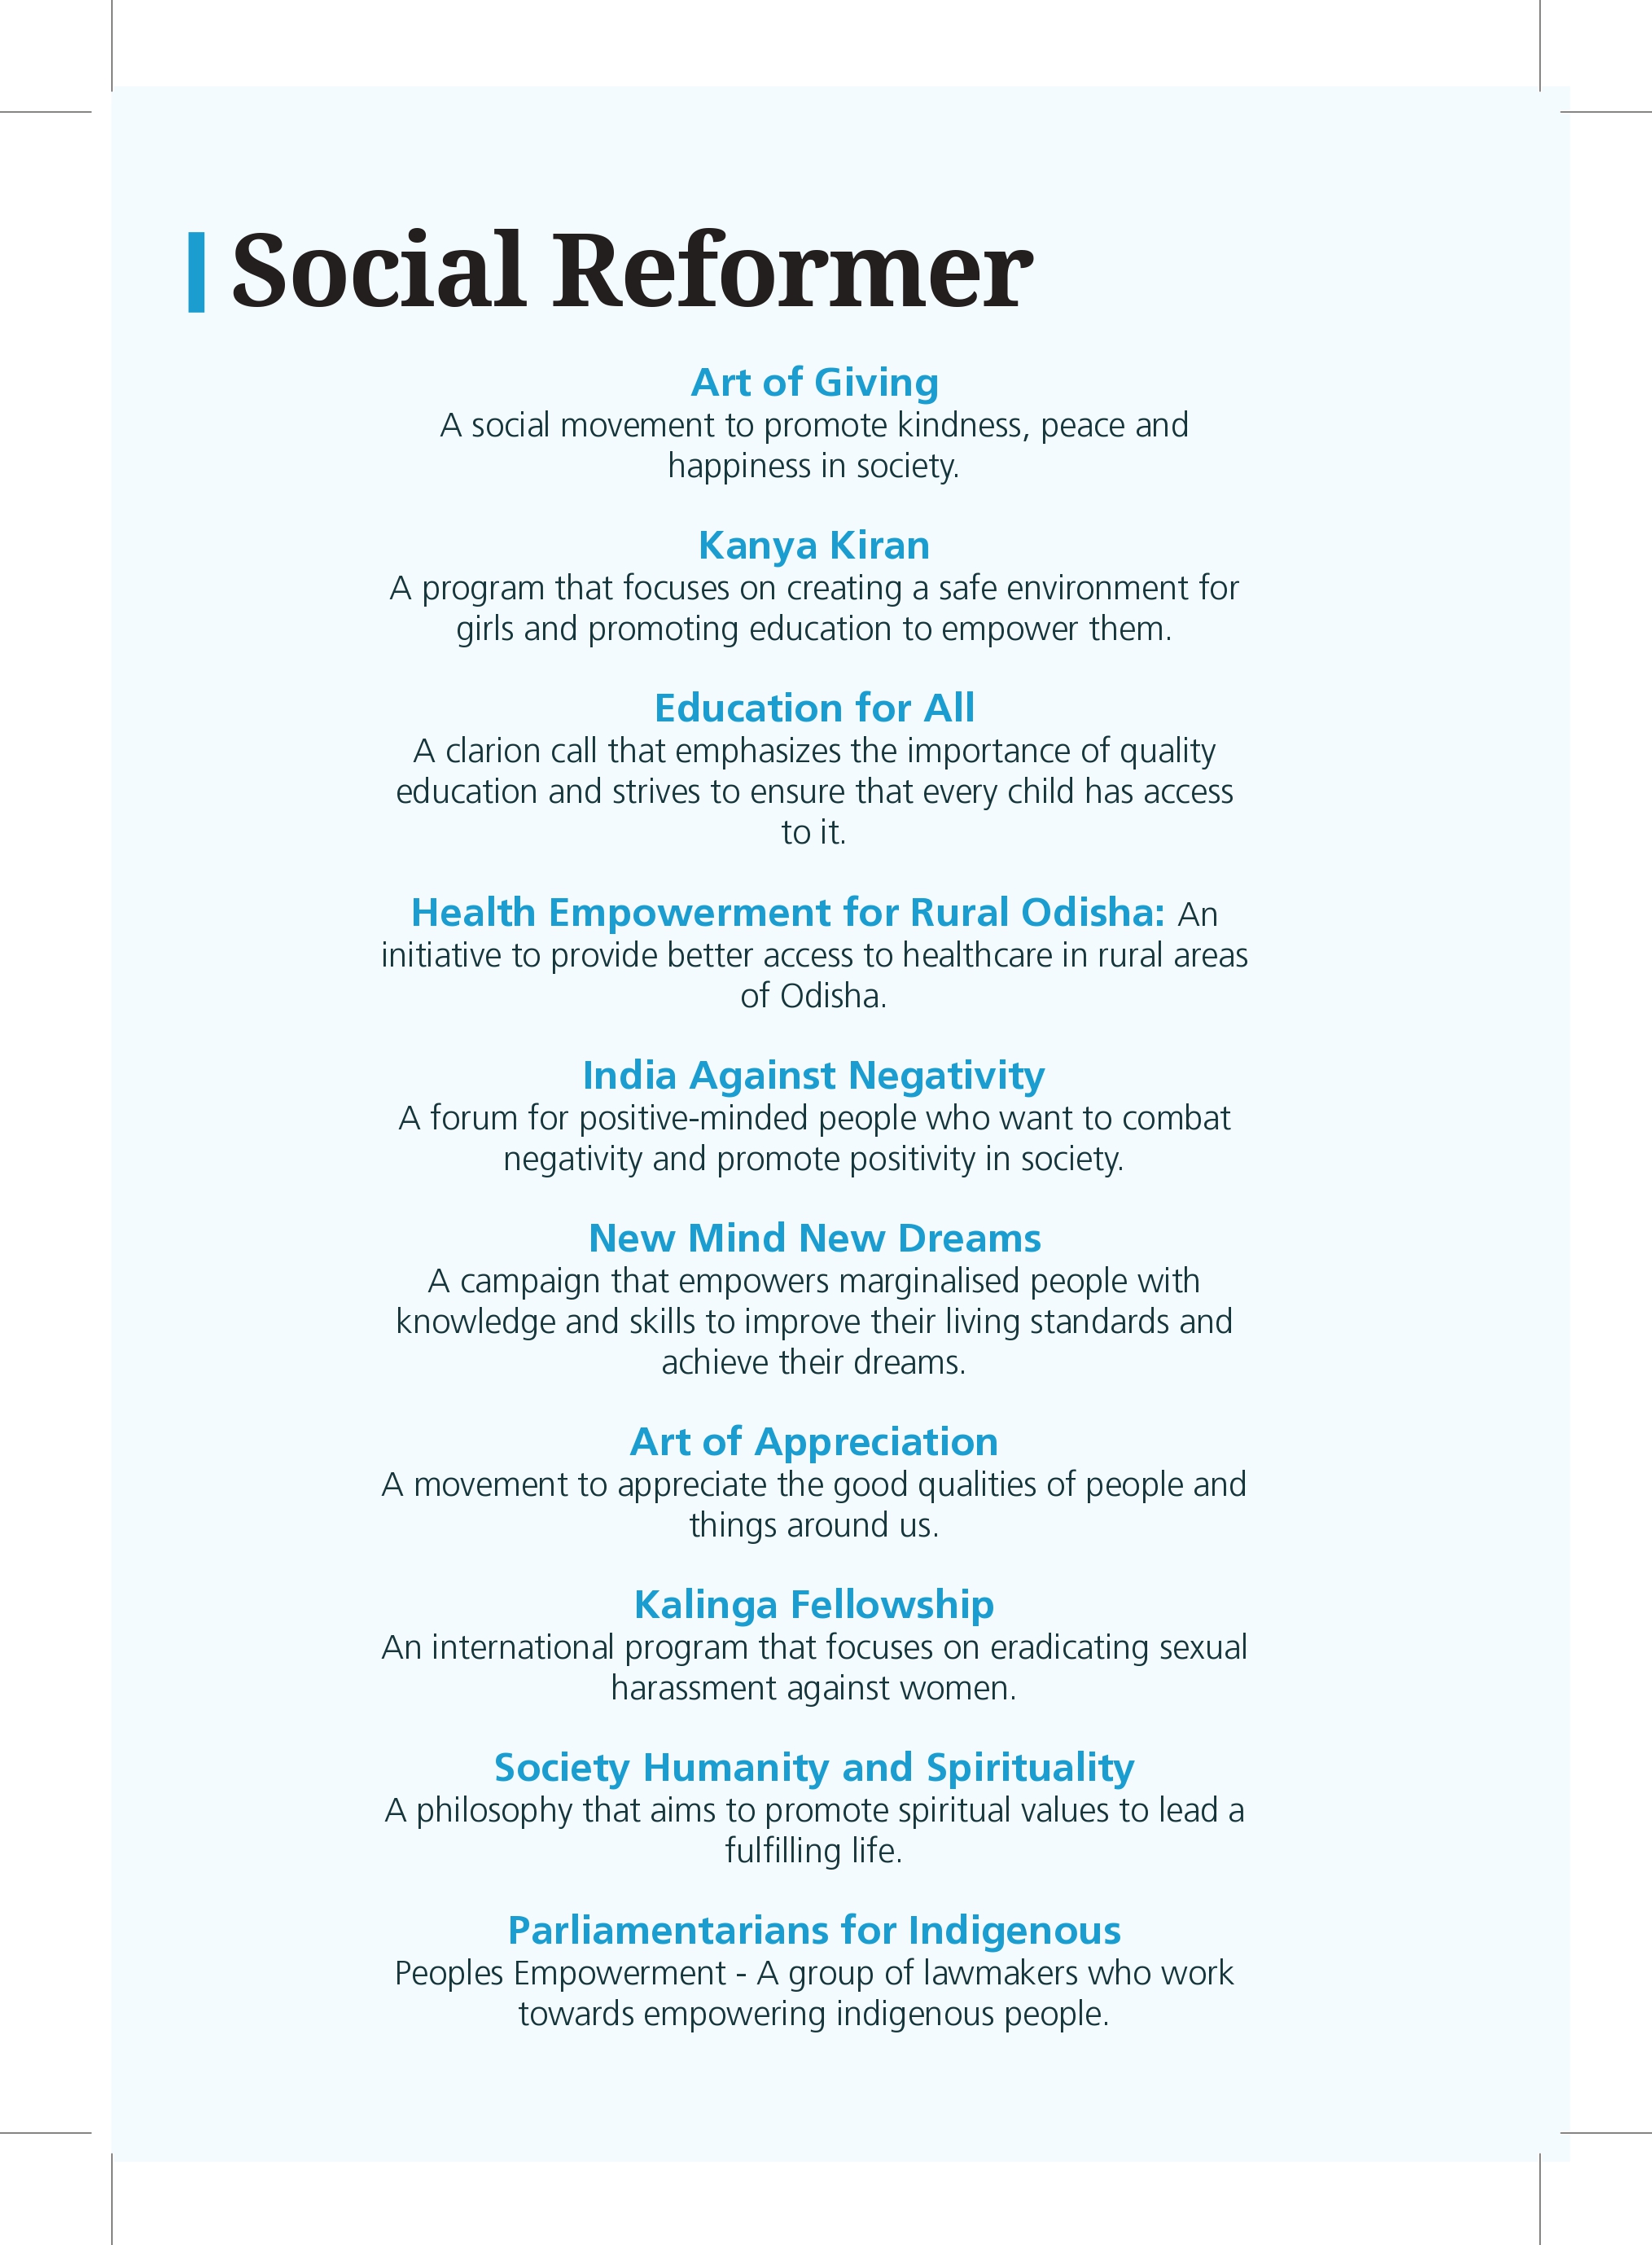 Social Reformer
Art of Giving
A social movement to promote kindness, peace and
happiness in society.
Kanya Kiran
A program that focuses on creating a safe environment for
girls and promoting education to empower them.
Education for All
A clarion call that emphasizes the importance of quality
education and strives to ensure that every child has access
to it.
Health Empowerment for Rural Odisha: An
initiative to provide better access to healthcare in rural areas
of Odisha.
India Against Negativity
A forum for positive-minded people who want to combat
negativity and promote positivity in society.
New Mind New Dreams
A campaign that empowers marginalised people with
knowledge and skills to improve their living standards and
achieve their dreams.
Art of Appreciation
A movement to appreciate the good qualities of people and
things around us.
Kalinga Fellowship
An international program that focuses on eradicating sexual
harassment against women.
Society Humanity and Spirituality
A philosophy that aims to promote spiritual values to lead a
fulfilling life.
Parliamentarians for Indigenous
Peoples Empowerment - A group of lawmakers who work
towards empowering indigenous people.